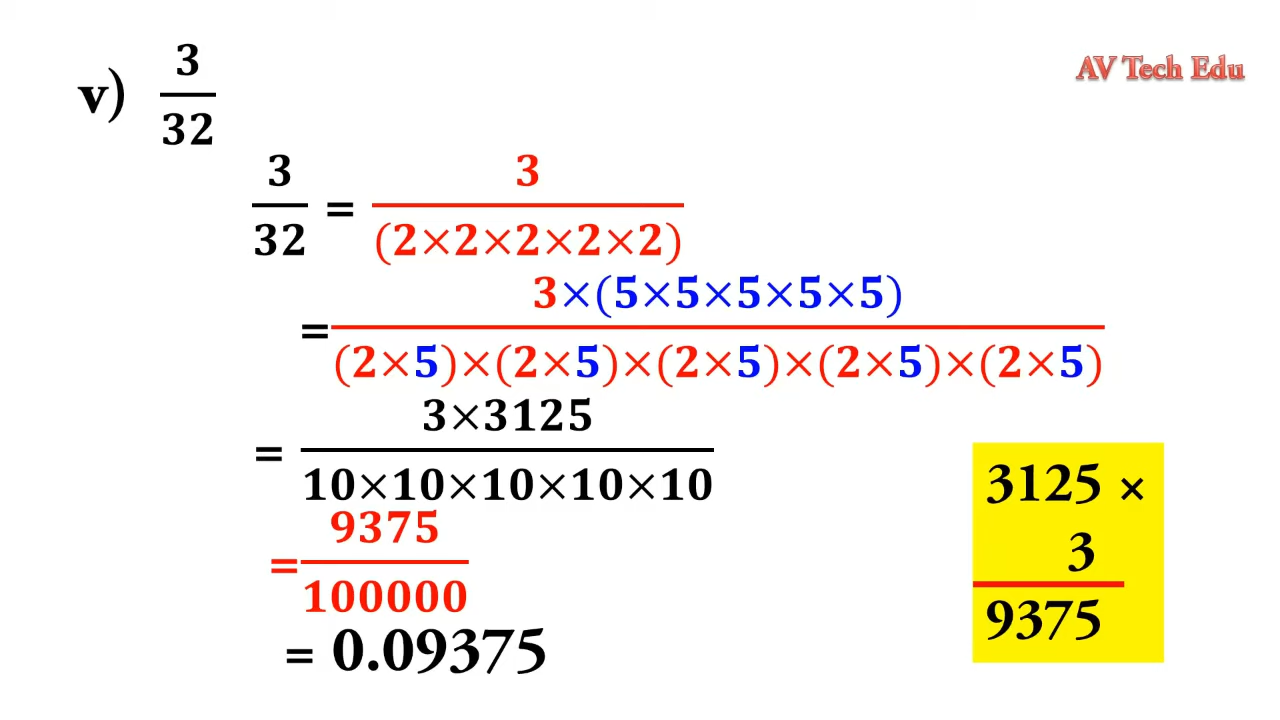 AV Tech Edu
v) 3/32
3/32 = 3/(2×2×2×2×2)
= 3×(5×5×5×5×5)/(2×5)×(2×5)×(2×5)×(2×5)×(2×5)
= 3×3125/10×10×10×10×10
= 9375/100000
= 0.09375
3125 ×
3
9375